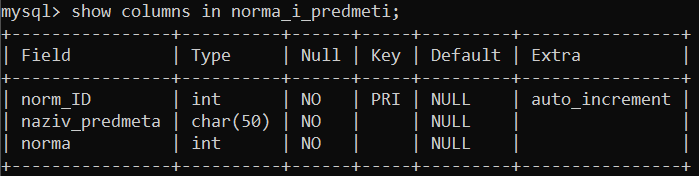 mysql> show columns in norma_i_predmeti;
+----------------+----------+------+-----+---------+----------------+
| Field          | Type     | Null | Key | Default | Extra          |
+----------------+----------+------+-----+---------+----------------+
| norm_ID        | int      | NO   | PRI | NULL    | auto_increment |
| naziv_predmeta | char(50) | NO   |     | NULL    |                |
| norma          | int      | NO   |     | NULL    |                |
+----------------+----------+------+-----+---------+----------------+